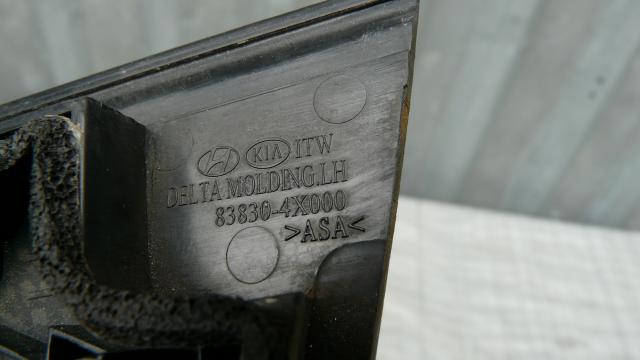 KIA ITW
DELTA MOLDING.LH
83830-4X000
>ASA<